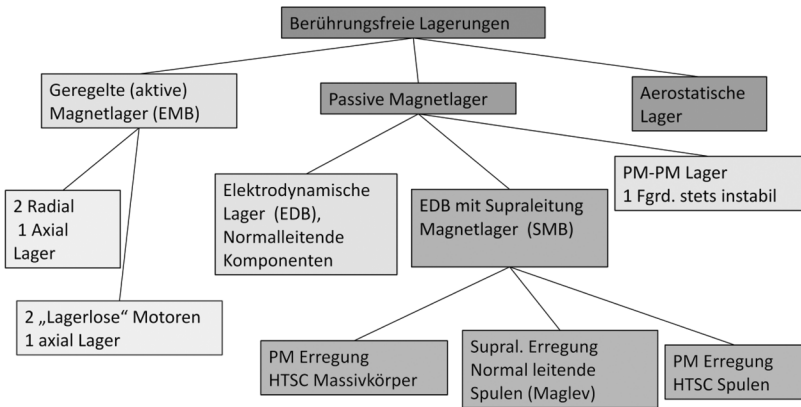 Berührungsfreie Lagerungen
Geregelte (aktive)
Magnetlager (EMB)
Passive Magnetlager
Aerostatische
Lager
2 Radial
1 Axial
Lager
Elektrodynamische
Lager (EDB),
Normalleitende
Komponenten
EDB mit Supraleitung
Magnetlager (SMB)
PM-PM Lager
1 Fgrd. stets instabil
2 „Lagerlose“ Motoren
1 axial Lager
PM Erregung
HTSC Massivkörper
Supral. Erregung
Normal leitende
Spulen (Maglev)
PM Erregung
HTSC Spulen